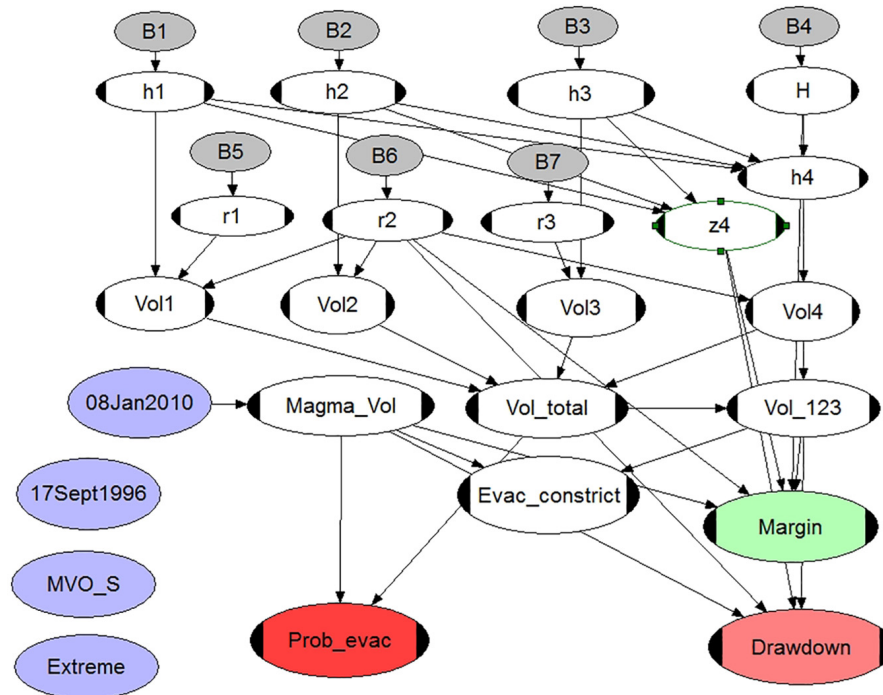 B1
B2
B3
B4
h1
h2
h3
H
B5
B6
B7
h4
r1
r2
r3
z4
Vol1
Vol2
Vol3
Vol4
08Jan2010
Magma_Vol
Vol_total
Vol_123
17Sept1996
Evac_constrict
Margin
MVO_S
Prob_evac
Drawdown
Extreme